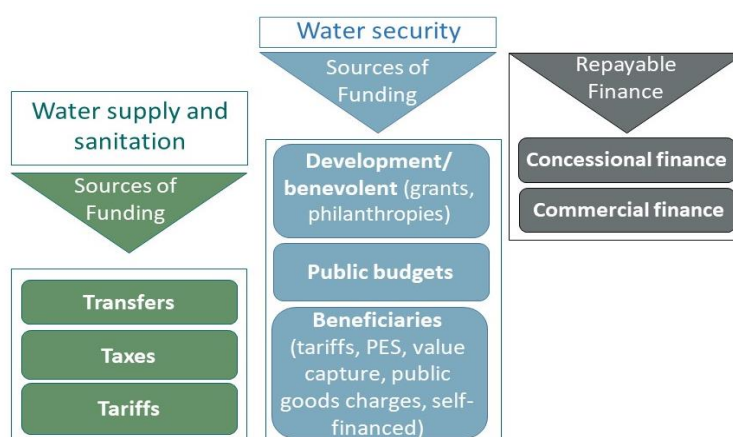 Water supply and
sanitation
Sources of
Funding
Transfers
Taxes
Tariffs
Water security
Sources of
Funding
Development/
benevolent (grants,
philanthropies)
Public budgets
Beneficiaries
(tariffs, PES, value
capture, public
goods charges, self-
financed)
Repayable
Finance
Concessional finance
Commercial finance